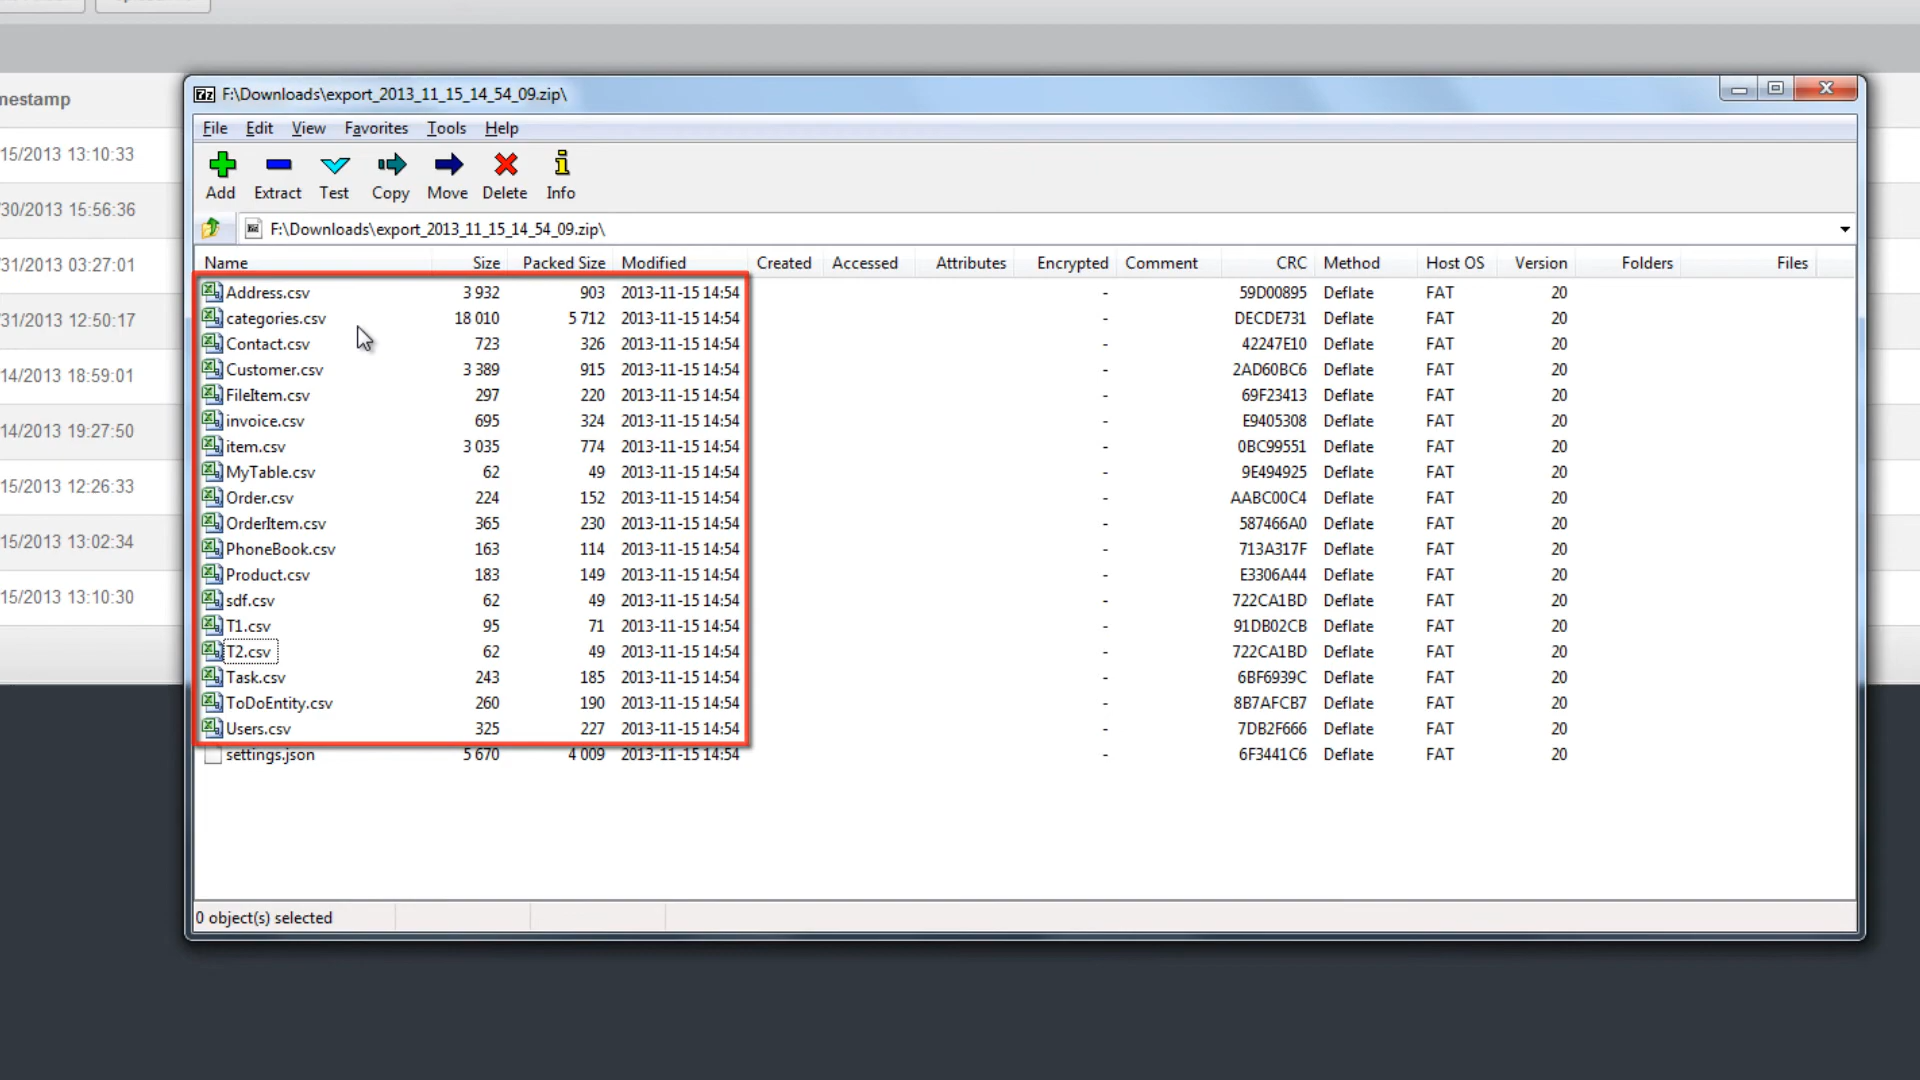 mestamp
15/2013 13:10:33
/30/2013 15:56:36
/31/2013 03:27:01
/31/2013 12:50:17
14/2013 18:59:01
14/2013 19:27:50
15/2013 12:26:33
15/2013 13:02:34
15/2013 13:10:30
F:\Downloads\export_2013_11_15_14_54_09.zip\
File Edit View Favorites Tools Help
Add Extract Test Copy Move Delete Info
F:\Downloads\export_2013_11_15_14_54_09.zip\
Name Size Packed Size Modified Created Accessed Attributes Encrypted Comment CRC Method Host OS Version Folders Files
Address.csv 3 932 903 2013-11-15 14:54 - 59D00895 Deflate FAT 20
categories.csv 18 010 5 712 2013-11-15 14:54 - DECDE731 Deflate FAT 20
Contact.csv 723 326 2013-11-15 14:54 - 42247E10 Deflate FAT 20
Customer.csv 3 389 915 2013-11-15 14:54 - 2AD60BC6 Deflate FAT 20
FileItem.csv 297 220 2013-11-15 14:54 - 69F23413 Deflate FAT 20
invoice.csv 695 324 2013-11-15 14:54 - E9405308 Deflate FAT 20
item.csv 3 035 774 2013-11-15 14:54 - 0BC99551 Deflate FAT 20
MyTable.csv 62 49 2013-11-15 14:54 - 9E494925 Deflate FAT 20
Order.csv 224 152 2013-11-15 14:54 - AABC00C4 Deflate FAT 20
OrderItem.csv 365 230 2013-11-15 14:54 - 587466A0 Deflate FAT 20
PhoneBook.csv 163 114 2013-11-15 14:54 - 713A317F Deflate FAT 20
Product.csv 183 149 2013-11-15 14:54 - E3306A44 Deflate FAT 20
sdf.csv 62 49 2013-11-15 14:54 - 722CA1BD Deflate FAT 20
T1.csv 95 71 2013-11-15 14:54 - 91DB02CB Deflate FAT 20
T2.csv 62 49 2013-11-15 14:54 - 722CA1BD Deflate FAT 20
Task.csv 243 185 2013-11-15 14:54 - 6BF6939C Deflate FAT 20
ToDoEntity.csv 260 190 2013-11-15 14:54 - 8B7AFCB7 Deflate FAT 20
Users.csv 325 227 2013-11-15 14:54 - 7DB2F666 Deflate FAT 20
settings.json 5 670 4 009 2013-11-15 14:54 - 6F3441C6 Deflate FAT 20
0 object(s) selected